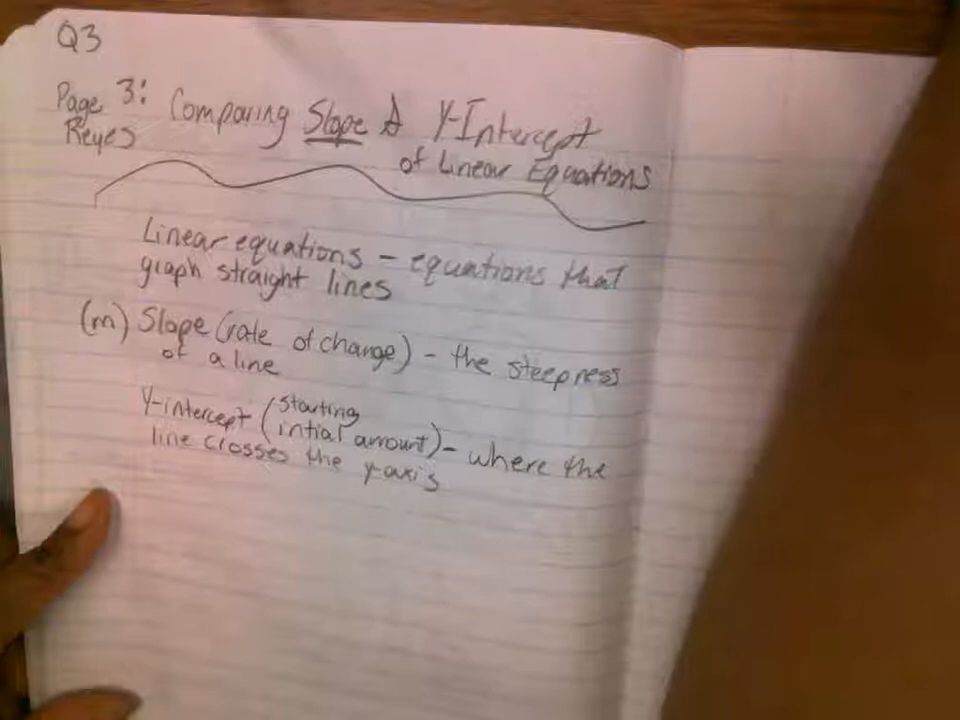 Q3
Page 3: Comparing Slope & Y-Intercept
Reyes
of Linear Equations
Linear equations - equations that
graph straight lines
(m) Slope (rate of change) - the steepness
of a line
Y-intercept (starting
intial amount) - where the
line crosses the y-axis